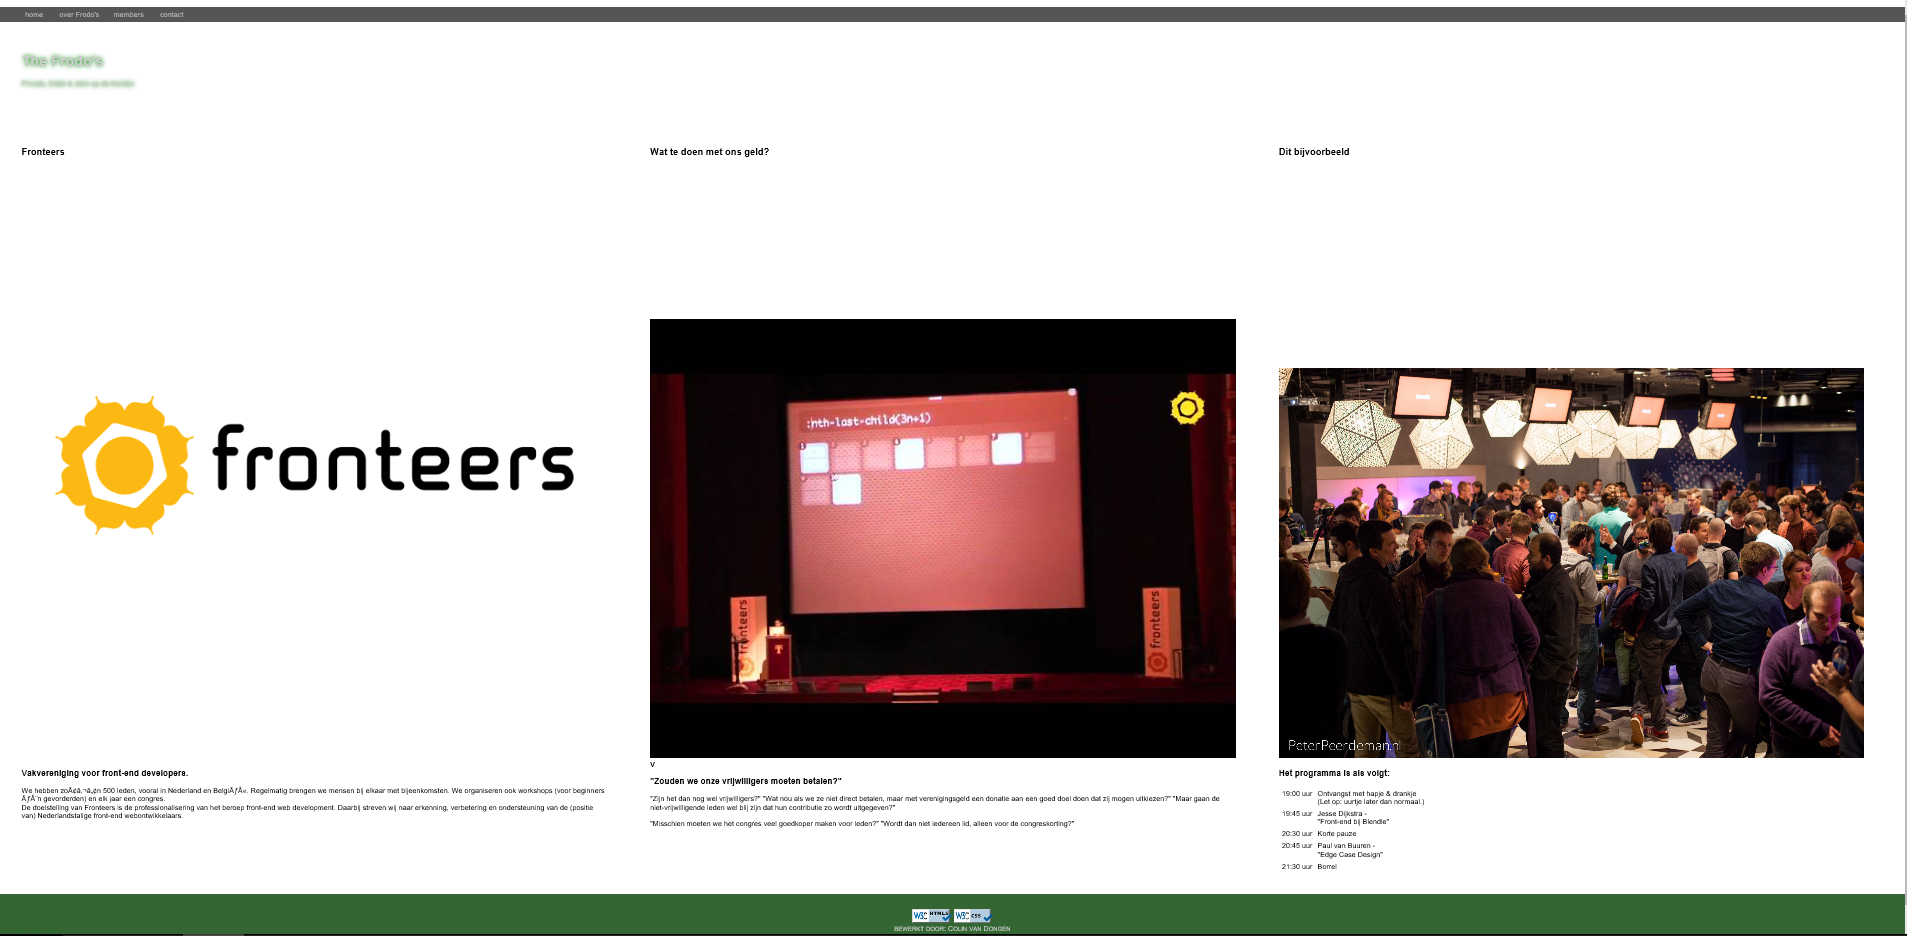 home over Frodo's members contact
The Frodo's
Fronteers
Wat te doen met ons geld?
Dit bijvoorbeeld
fronteers
:nth-last-child(3n+1)
fronteers
fronteers
PeterPeerdeman.nl
Vakvereniging voor front-end developers.
We hebben zoÃ¢â‚¬â„¢n 500 leden, vooral in Nederland en BelgiÃƒÂ«. Regelmatig brengen we mensen bij elkaar met bijeenkomsten. We organiseren ook workshops (voor beginners
ÃƒÂ¨n gevorderden) en elk jaar een congres.
De doelstelling van Fronteers is de professionalisering van het beroep front-end web development. Daarbij streven wij naar erkenning, verbetering en ondersteuning van de (positie
van) Nederlandstalige front-end webontwikkelaars.
v
"Zouden we onze vrijwilligers moeten betalen?"
"Zijn het dan nog wel vrijwilligers?" "Wat nou als we ze niet direct betalen, maar met verenigingsgeld een donatie aan een goed doel doen dat zij mogen uitkiezen?" "Maar gaan de
niet-vrijwilligende leden wel blij zijn dat hun contributie zo wordt uitgegeven?"
"Misschien moeten we het congres veel goedkoper maken voor leden?" "Wordt dan niet iedereen lid, alleen voor de congreskorting?"
Het programma is als volgt:
19:00 uur Ontvangst met hapje & drankje
(Let op: uurtje later dan normaal.)
19:45 uur Jesse Dijkstra -
"Front-end bij Blendle"
20:30 uur Korte pauze
20:45 uur Paul van Buuren -
"Edge Case Design"
21:30 uur Borrel
W3C HTML5 W3C CSS
BEWERKT DOOR: COLIN VAN DONGEN